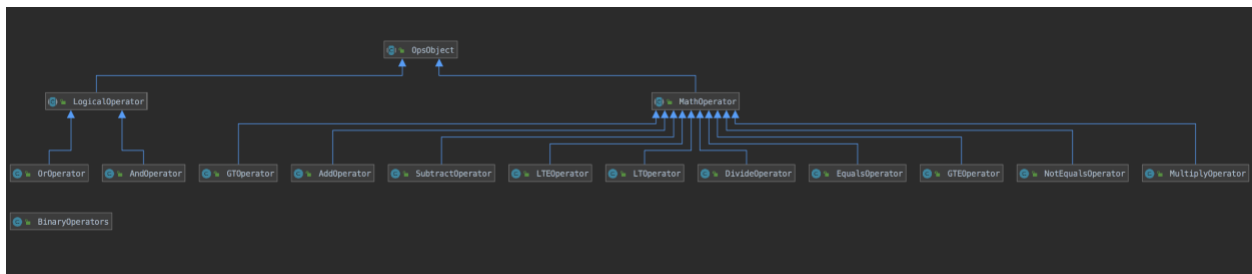 OpsObject
LogicalOperator MathOperator
OrOperator AndOperator GTOperator AddOperator SubtractOperator LTEOperator LTOperator DivideOperator EqualsOperator GTEOperator NotEqualsOperator MultiplyOperator
BinaryOperators